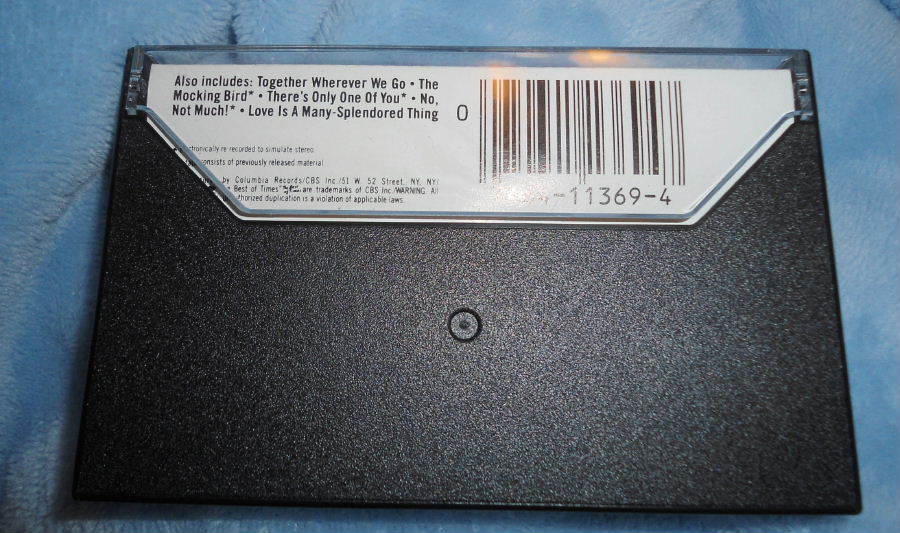 Also includes: Together Wherever We Go • The
Mocking Bird* • There's Only One Of You* • No,
Not Much!* • Love Is A Many-Splendored Thing
0
-11369-4
re-recorded to simulate stereo.
consists of previously released material.
by Columbia Records/CBS Inc./51 W. 52 Street, NY, NY/
Best of Times are trademarks of CBS Inc./WARNING: All
duplication is a violation of applicable laws.